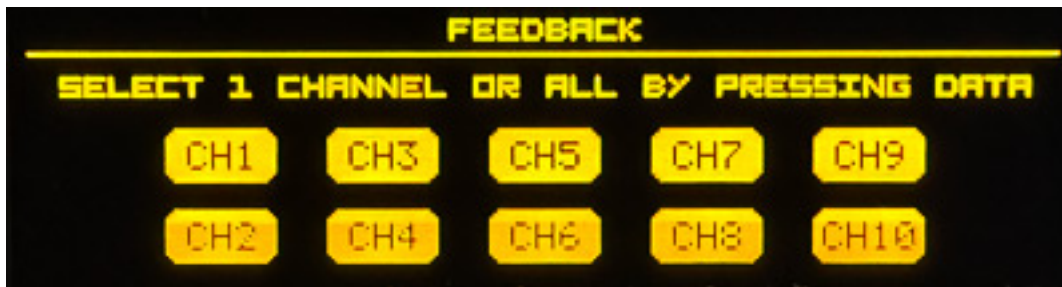 FEEDBACK
SELECT 1 CHANNEL OR ALL BY PRESSING DATA
CH1 CH3 CH5 CH7 CH9
CH2 CH4 CH6 CH8 CH10